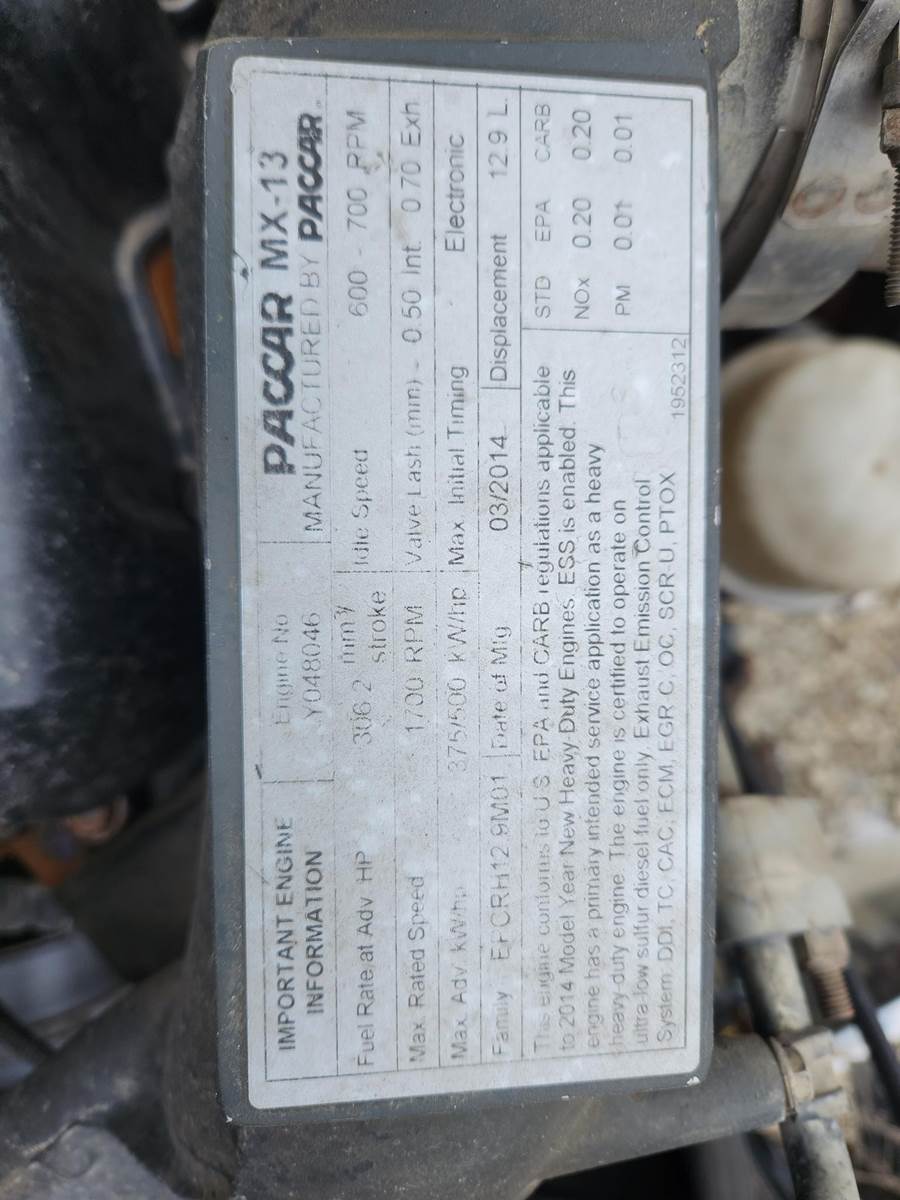 IMPORTANT ENGINE
INFORMATION
Engine No
Y048046
PACCAR MX-13
MANUFACTURED BY PACCAR
Fuel Rate at Adv. HP 306.2 mm³/ stroke
Idle Speed 600 - 700 RPM
Max. Rated Speed 1700 RPM
Valve Lash (mm) - 0.50 Int. 0.70 Exh.
Max. Adv. kW/hp 375/500 KW/hp
Max. Initial Timing Electronic
Family EPCRH12.9M01
Date of Mfg 03/2014
Displacement 12.9 L.
This engine conforms to U.S. EPA and CARB regulations applicable
to 2014 Model Year New Heavy-Duty Engines. ESS is enabled. This
engine has a primary intended service application as a heavy
heavy-duty engine. The engine is certified to operate on
ultra-low sulfur diesel fuel only. Exhaust Emission Control
System: DDI, TC, CAC, ECM, EGR C, OC, SCR U, PTOX
STD EPA CARB
NOx 0.20 0.20
PM 0.01 0.01
1952312